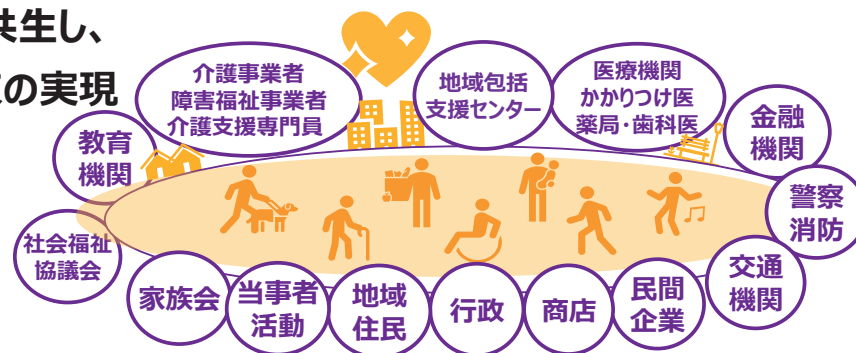 共生し、
の実現
介護事業者
障害福祉事業者
介護支援専門員
地域包括
支援センター
医療機関
かかりつけ医
薬局・歯科医
金融
機関
教育
機関
警察
消防
社会福祉
協議会
交通
機関
家族会
当事者
活動
地域
住民
行政
商店
民間
企業